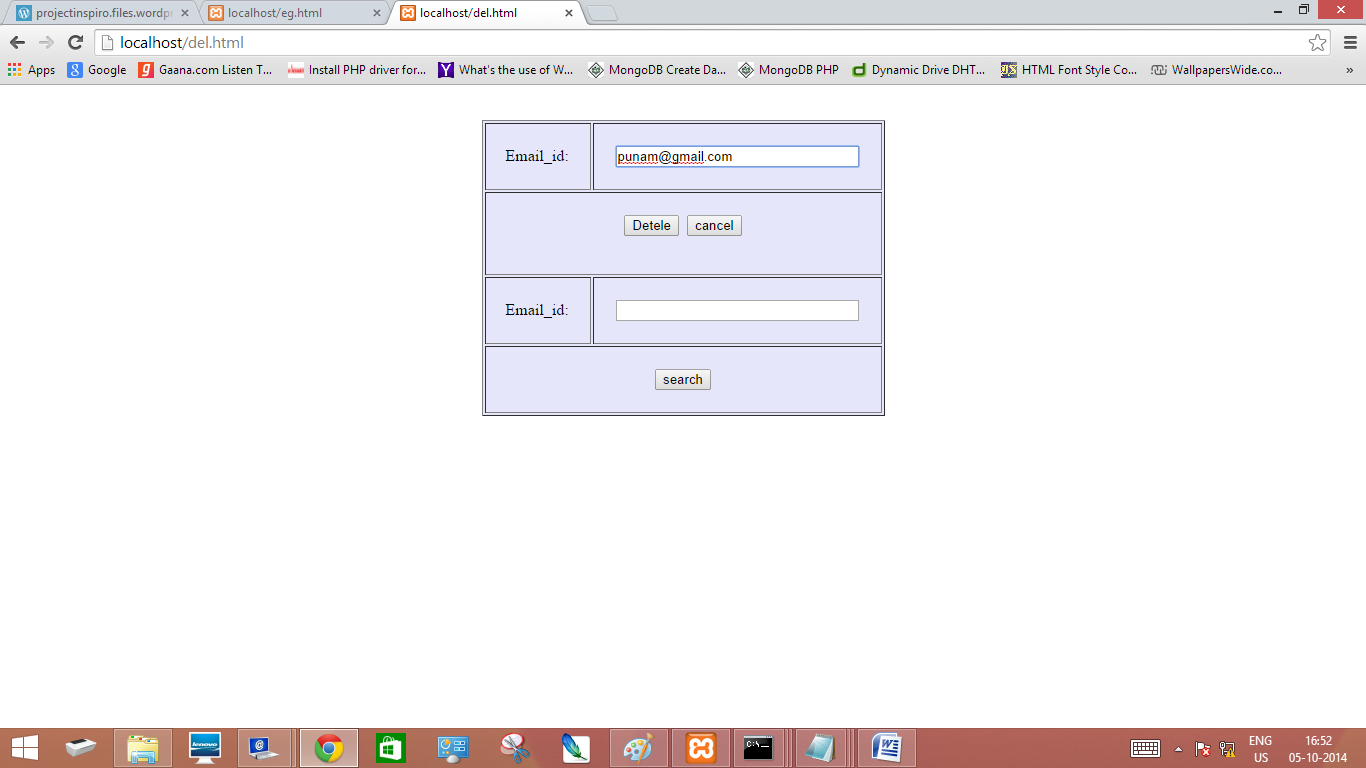 projectinspiro.files.wordpr
localhost/eg.html
localhost/del.html
localhost/del.html
Apps Google Gaana.com Listen T... Install PHP driver for... What's the use of W... MongoDB Create Da... MongoDB PHP Dynamic Drive DHT... HTML Font Style Co... WallpapersWide.co... »
Email_id: punam@gmail.com
Detele cancel
Email_id:
search
lenovo
C:\._
ENG 16:52
US 05-10-2014